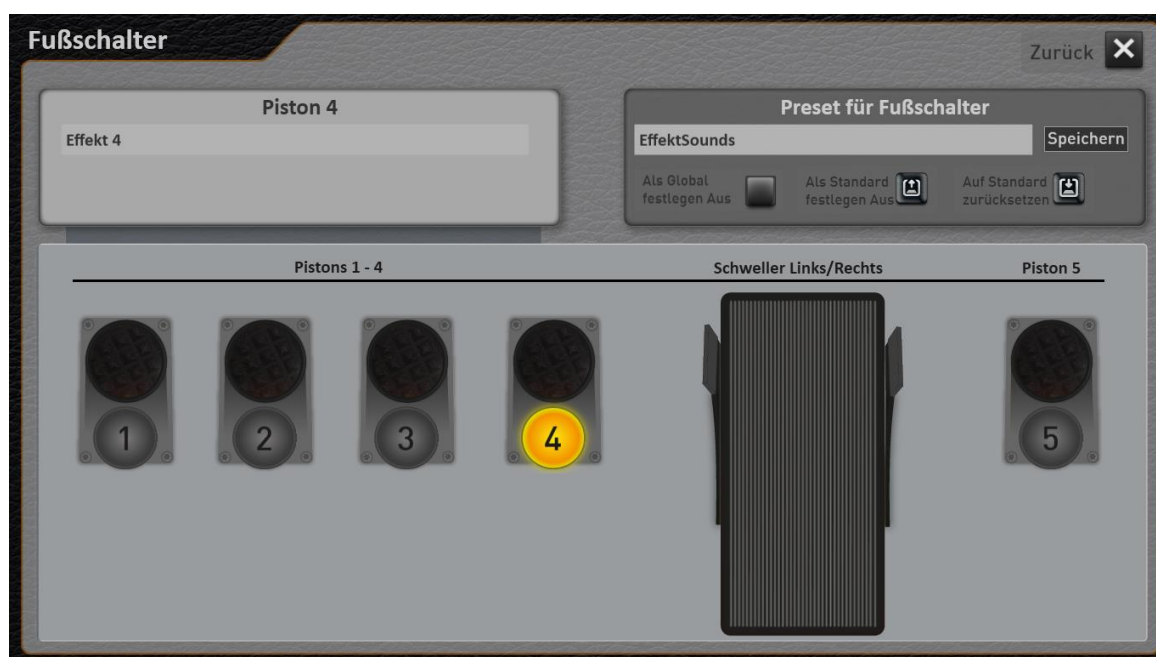 Fußschalter
Zurück
Piston 4
Effekt 4
Preset für Fußschalter
EffektSounds
Speichern
Als Global
festlegen Aus
Als Standard
festlegen Aus
Auf Standard
zurücksetzen
Pistons 1 - 4
Schweller Links/Rechts
Piston 5
1
2
3
4
5